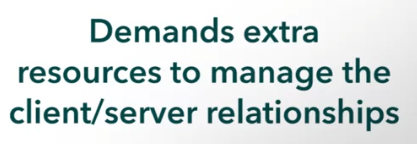 Demands extra
resources to manage the
client/server relationships